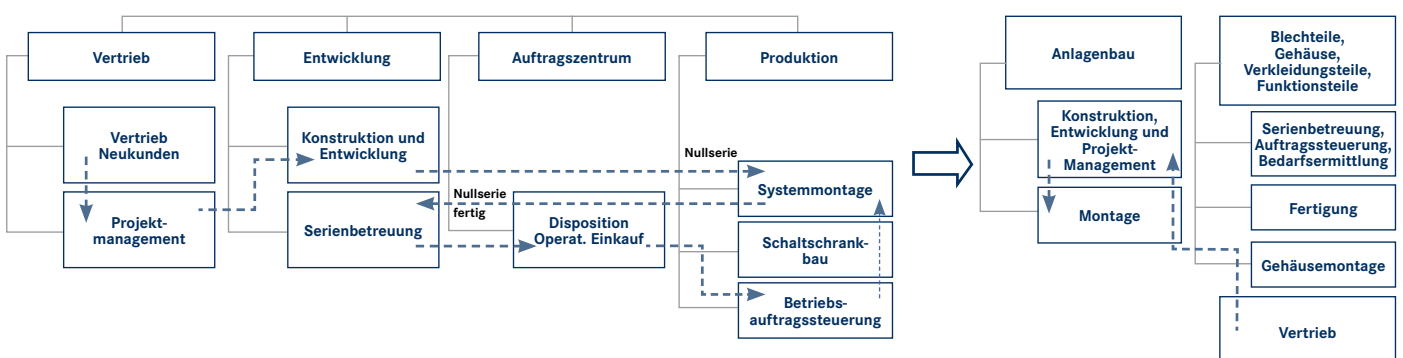 Vertrieb
Entwicklung
Auftragszentrum
Produktion
Vertrieb
Neukunden
Konstruktion und
Entwicklung
Nullserie
Systemmontage
Projekt-
management
Serienbetreuung
Nullserie
fertig
Disposition
Operat. Einkauf
Schaltschrank-
bau
Betriebs-
auftragssteuerung
Anlagenbau
Konstruktion,
Entwicklung und
Projekt-
Management
Montage
Blechteile,
Gehäuse,
Verkleidungsteile,
Funktionsteile
Serienbetreuung,
Auftragssteuerung,
Bedarfsermittlung
Fertigung
Gehäusemontage
Vertrieb